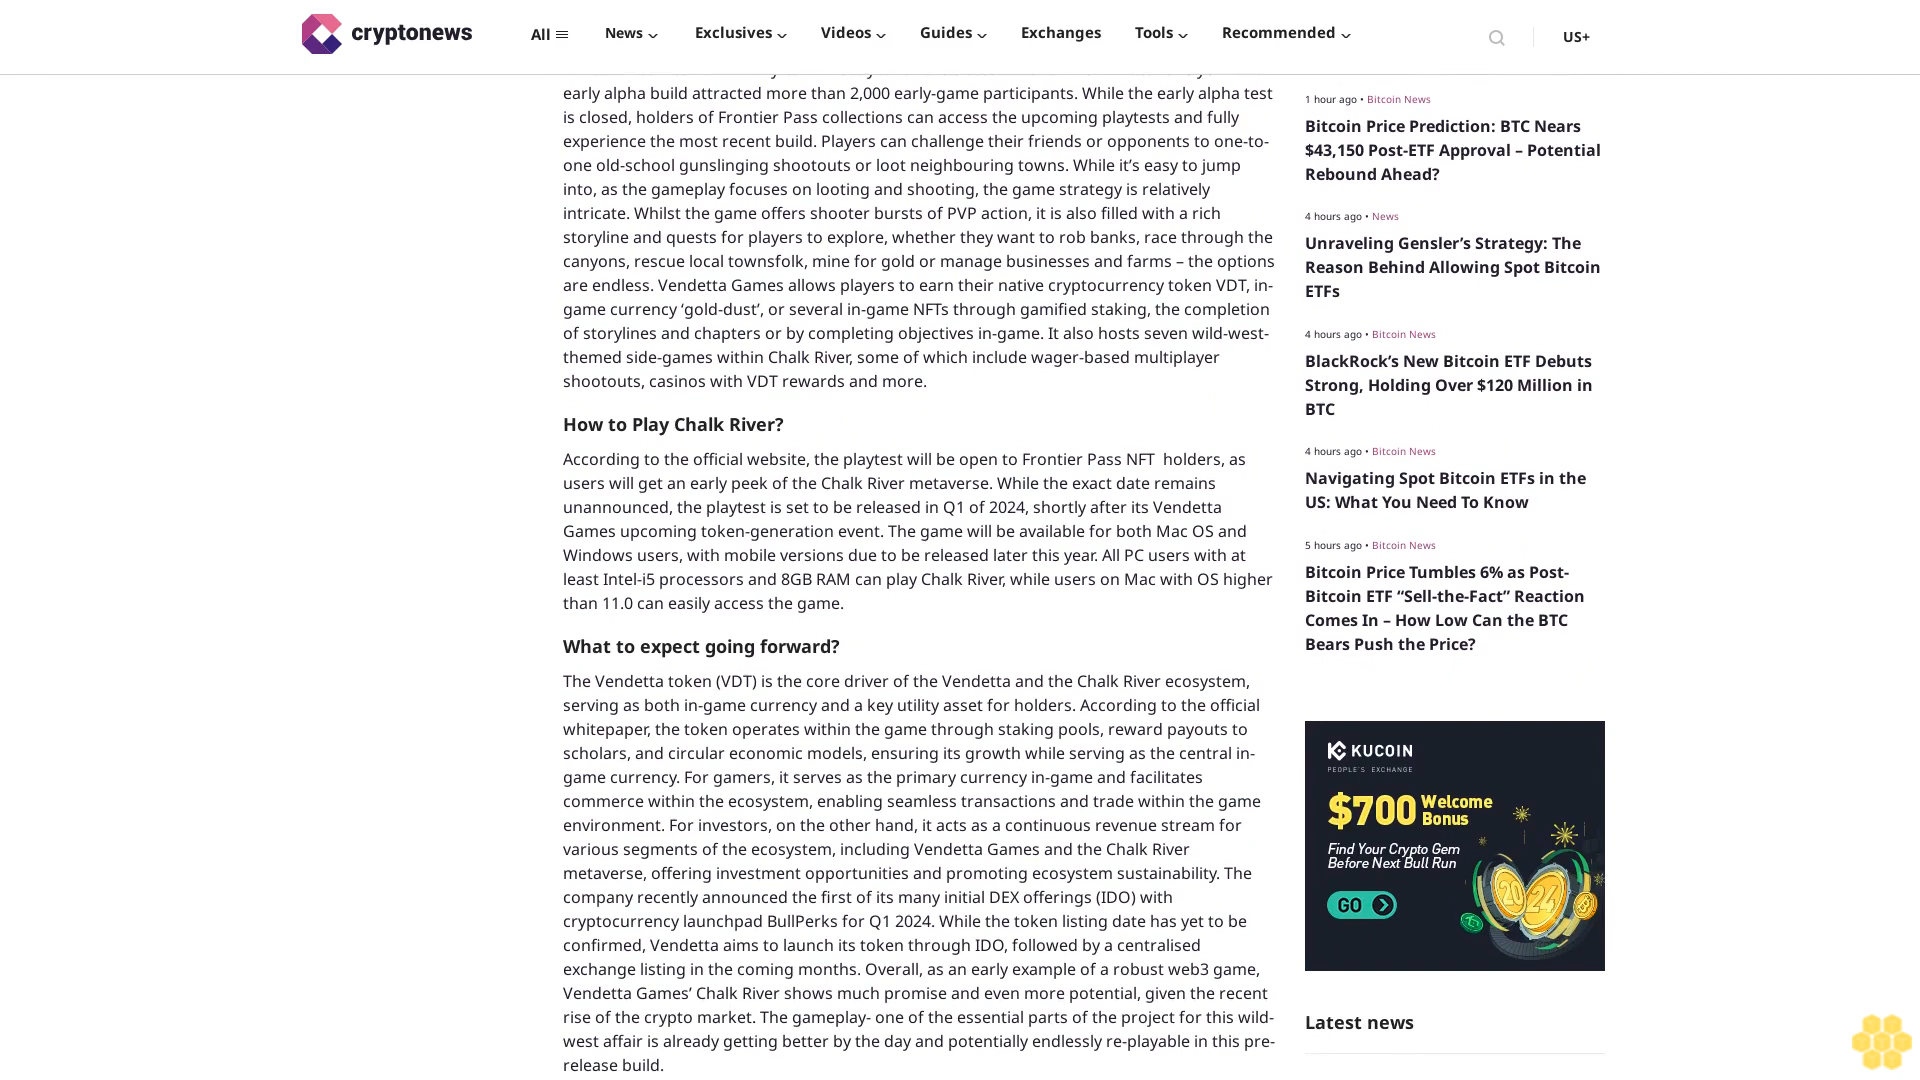 cryptonews
All
News
Exclusives
Videos
Guides
Exchanges
Tools
Recommended
US+
early alpha build attracted more than 2,000 early-game participants. While the early alpha test
is closed, holders of Frontier Pass collections can access the upcoming playtests and fully
experience the most recent build. Players can challenge their friends or opponents to one-to-
one old-school gunslinging shootouts or loot neighbouring towns. While it’s easy to jump
into, as the gameplay focuses on looting and shooting, the game strategy is relatively
intricate. Whilst the game offers shooter bursts of PVP action, it is also filled with a rich
storyline and quests for players to explore, whether they want to rob banks, race through the
canyons, rescue local townsfolk, mine for gold or manage businesses and farms – the options
are endless. Vendetta Games allows players to earn their native cryptocurrency token VDT, in-
game currency ‘gold-dust’, or several in-game NFTs through gamified staking, the completion
of storylines and chapters or by completing objectives in-game. It also hosts seven wild-west-
themed side-games within Chalk River, some of which include wager-based multiplayer
shootouts, casinos with VDT rewards and more.
How to Play Chalk River?
According to the official website, the playtest will be open to Frontier Pass NFT  holders, as
users will get an early peek of the Chalk River metaverse. While the exact date remains
unannounced, the playtest is set to be released in Q1 of 2024, shortly after its Vendetta
Games upcoming token-generation event. The game will be available for both Mac OS and
Windows users, with mobile versions due to be released later this year. All PC users with at
least Intel-i5 processors and 8GB RAM can play Chalk River, while users on Mac with OS higher
than 11.0 can easily access the game.
What to expect going forward?
The Vendetta token (VDT) is the core driver of the Vendetta and the Chalk River ecosystem,
serving as both in-game currency and a key utility asset for holders. According to the official
whitepaper, the token operates within the game through staking pools, reward payouts to
scholars, and circular economic models, ensuring its growth while serving as the central in-
game currency. For gamers, it serves as the primary currency in-game and facilitates
commerce within the ecosystem, enabling seamless transactions and trade within the game
environment. For investors, on the other hand, it acts as a continuous revenue stream for
various segments of the ecosystem, including Vendetta Games and the Chalk River
metaverse, offering investment opportunities and promoting ecosystem sustainability. The
company recently announced the first of its many initial DEX offerings (IDO) with
cryptocurrency launchpad BullPerks for Q1 2024. While the token listing date has yet to be
confirmed, Vendetta aims to launch its token through IDO, followed by a centralised
exchange listing in the coming months. Overall, as an early example of a robust web3 game,
Vendetta Games’ Chalk River shows much promise and even more potential, given the recent
rise of the crypto market. The gameplay- one of the essential parts of the project for this wild-
west affair is already getting better by the day and potentially endlessly re-playable in this pre-
release build.
1 hour ago • Bitcoin News
Bitcoin Price Prediction: BTC Nears
$43,150 Post-ETF Approval – Potential
Rebound Ahead?
4 hours ago • News
Unraveling Gensler’s Strategy: The
Reason Behind Allowing Spot Bitcoin
ETFs
4 hours ago • Bitcoin News
BlackRock’s New Bitcoin ETF Debuts
Strong, Holding Over $120 Million in
BTC
4 hours ago • Bitcoin News
Navigating Spot Bitcoin ETFs in the
US: What You Need To Know
5 hours ago • Bitcoin News
Bitcoin Price Tumbles 6% as Post-
Bitcoin ETF “Sell-the-Fact” Reaction
Comes In – How Low Can the BTC
Bears Push the Price?
KUCOIN
PEOPLE'S EXCHANGE
$700 Welcome
Bonus
Find Your Crypto Gem
Before Next Bull Run
GO
20
24
Latest news